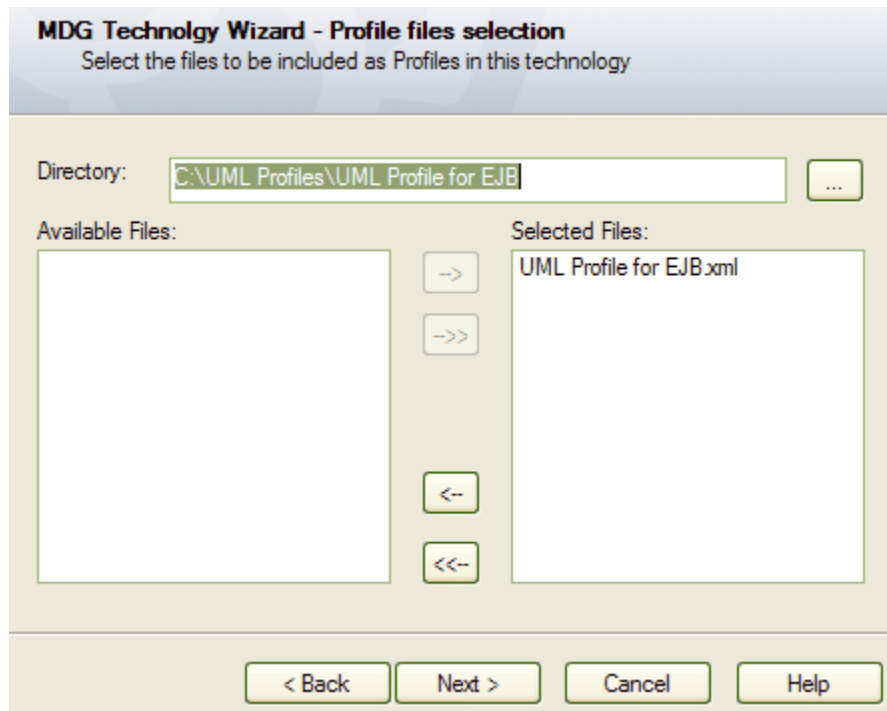 MDG Technolgy Wizard - Profile files selection
Select the files to be included as Profiles in this technology
Directory:
C:\UML Profiles\UML Profile for EJB
...
Available Files:
Selected Files:
-->
UML Profile for EJB.xml
-->>
<--
<<--
< Back
Next >
Cancel
Help